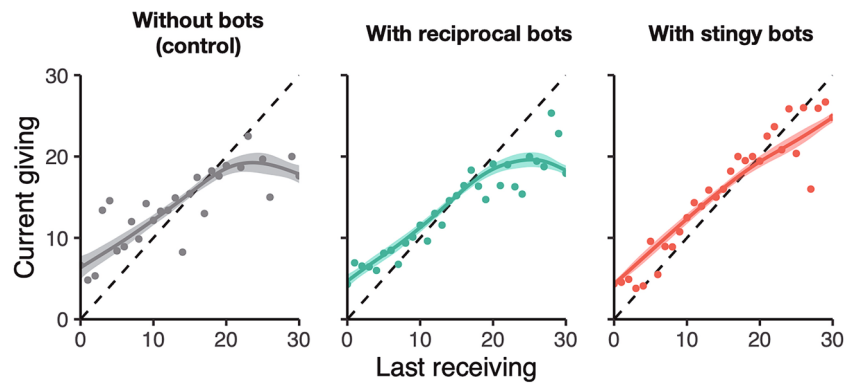 Without bots
(control)
With reciprocal bots
With stingy bots
Current giving
30
20
10
0
0 10 20 30
0 10 20 30
0 10 20 30
Last receiving